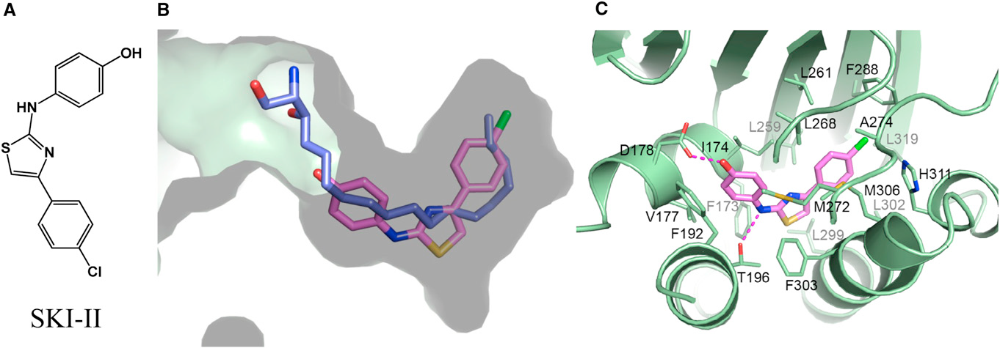 A
OH
HN
S
N
Cl
SKI-II
B
C
L261
F288
L259
L268
A274
L319
D178
I174
H311
M306
V177
F173
M272
L302
F192
L299
T196
F303